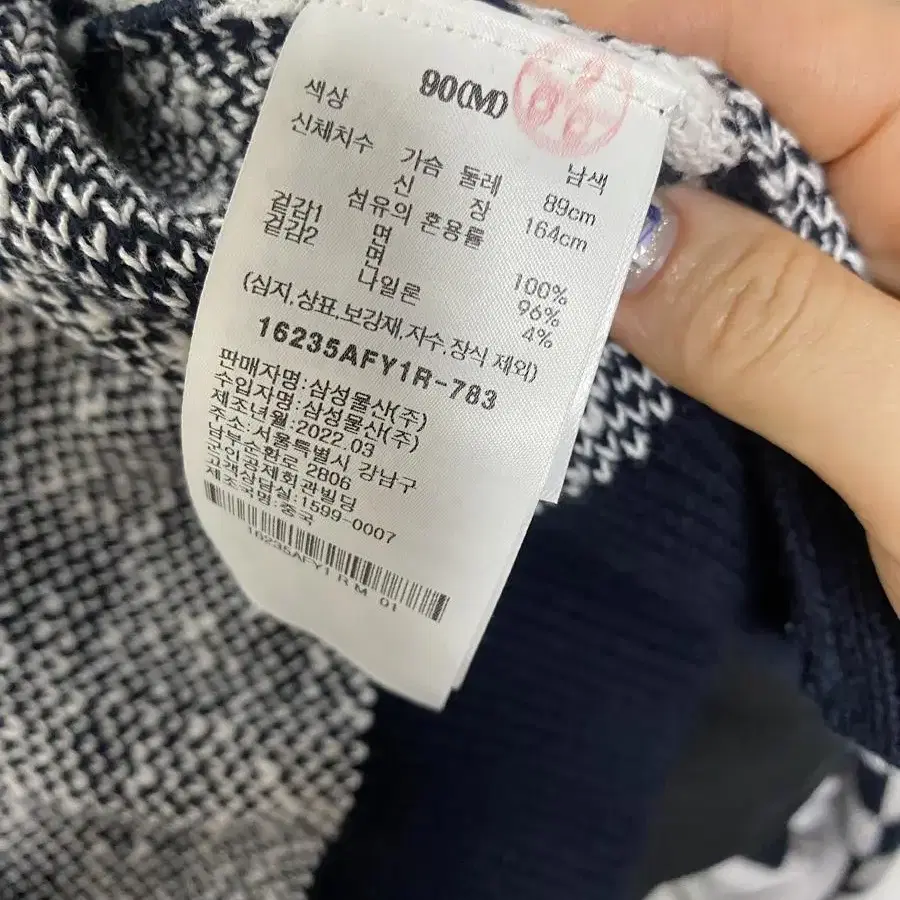 90(M)
색상 남색
신체치수 가슴 둘레 89cm
신 장 164cm
섬유의 혼용률
겉감1 면 100%
겉감2 면 96%
나일론 4%
(심지,상표,보강재,자수,장식 제외)
16235AFY1R-783
판매자명:삼성물산(주)
수입자명:삼성물산(주)
제조년월:2022.03
주소:서울특별시 강남구
남부순환로 2806
군인공제회관빌딩
고객상담실:1599-0007
제조국명:중국
16235AFY1 R M 01